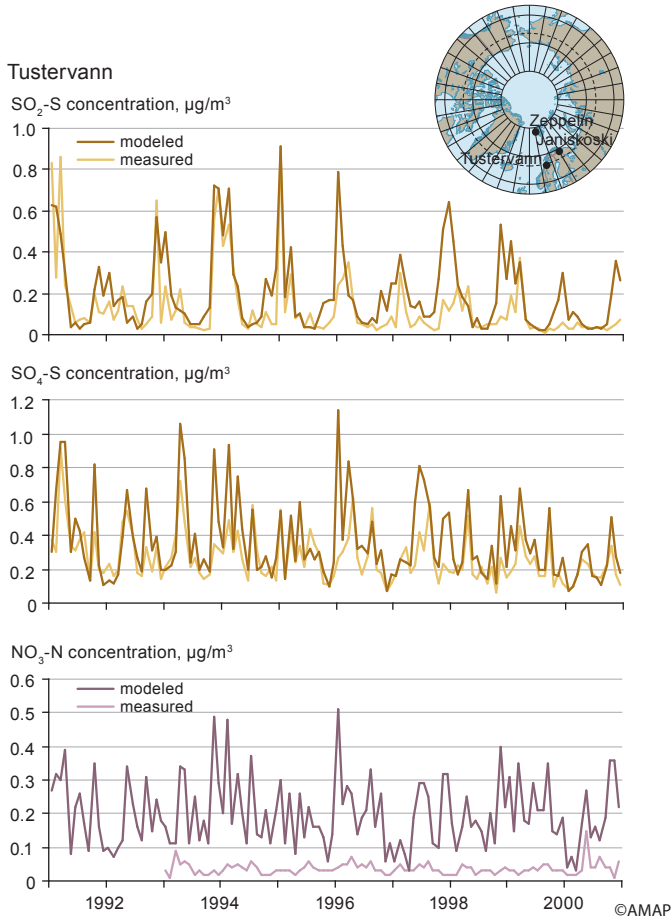 Tustervann
SO₂-S concentration, µg/m³
Zeppelin
Janiskoski
Tustervann
1.0
modeled
measured
0.8
0.6
0.4
0.2
0
SO₄-S concentration, µg/m³
1.2
1.0
0.8
0.6
0.4
0.2
0
NO₃-N concentration, µg/m³
0.6
modeled
measured
0.5
0.4
0.3
0.2
0.1
0
1992 1994 1996 1998 2000
©AMAP